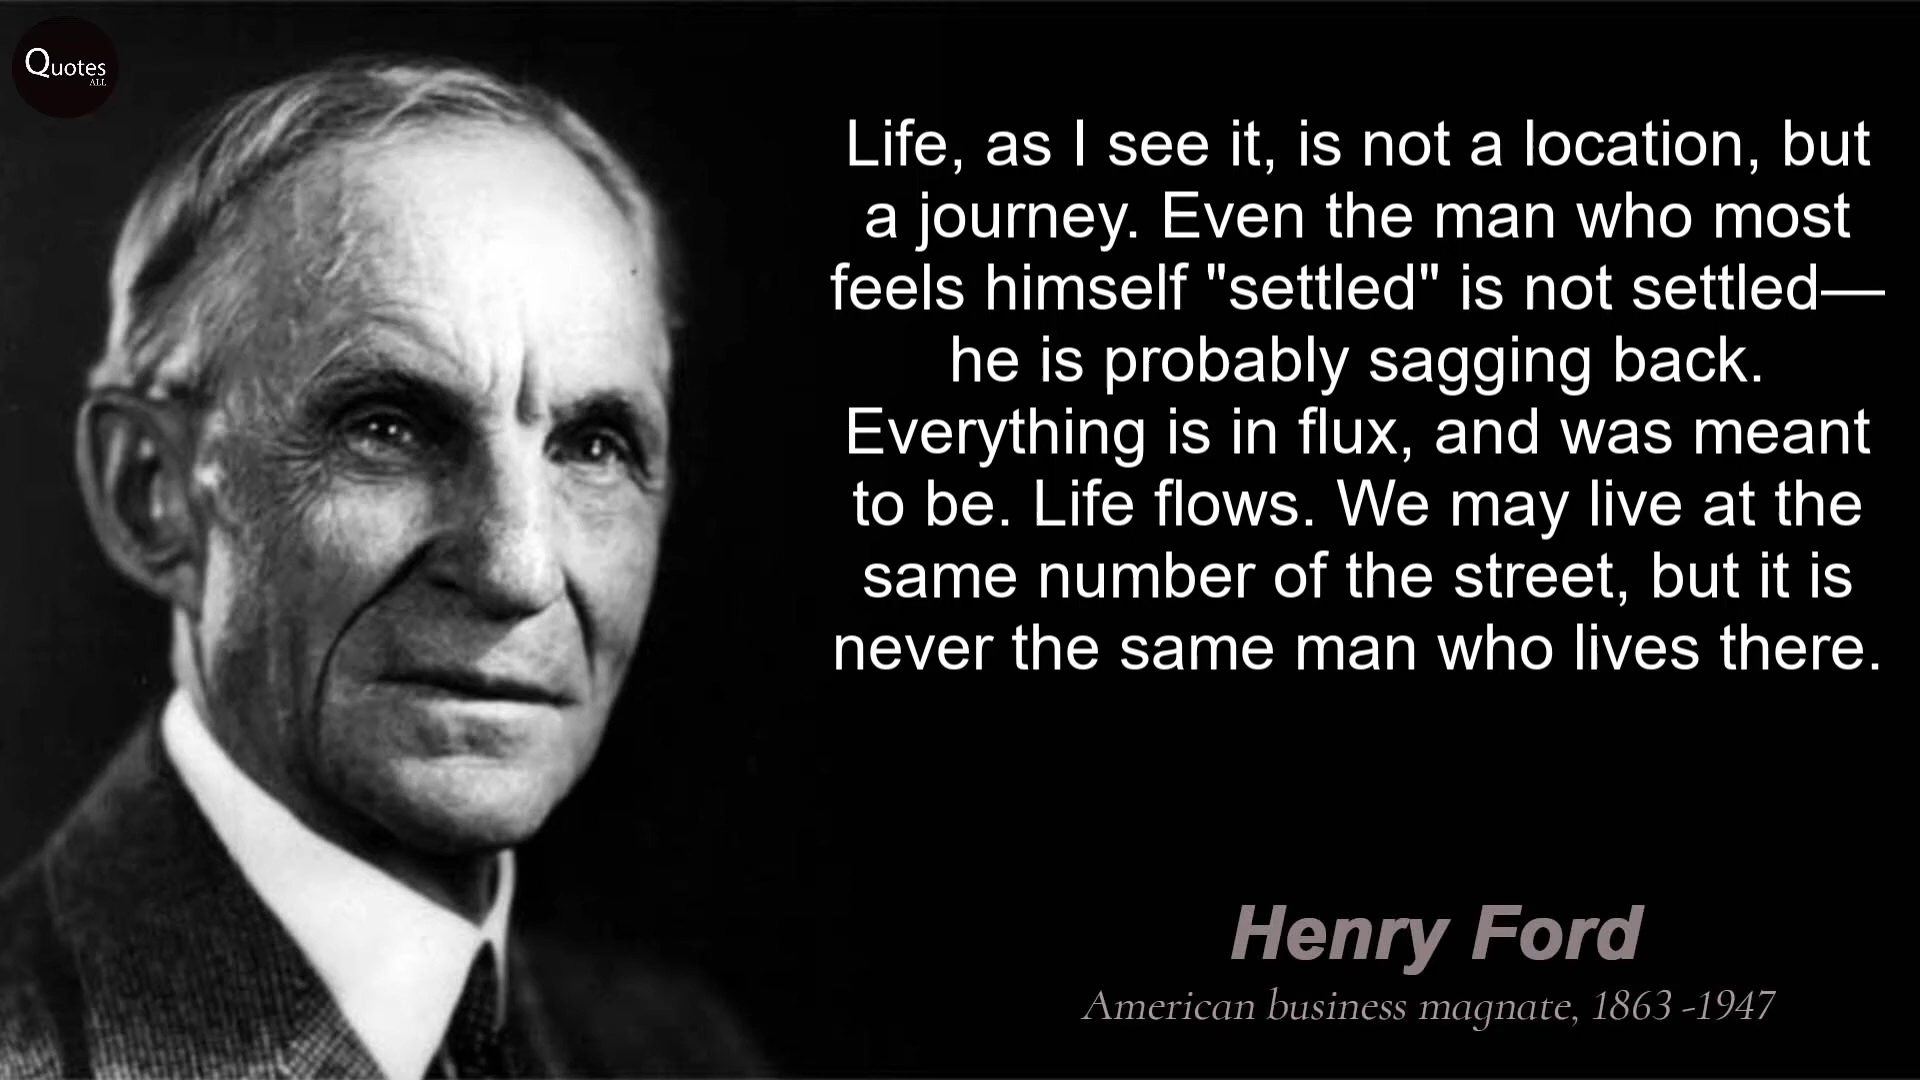 Quotes
ALL
Life, as I see it, is not a location, but
a journey. Even the man who most
feels himself "settled" is not settled—
he is probably sagging back.
Everything is in flux, and was meant
to be. Life flows. We may live at the
same number of the street, but it is
never the same man who lives there.
Henry Ford
American business magnate, 1863 -1947